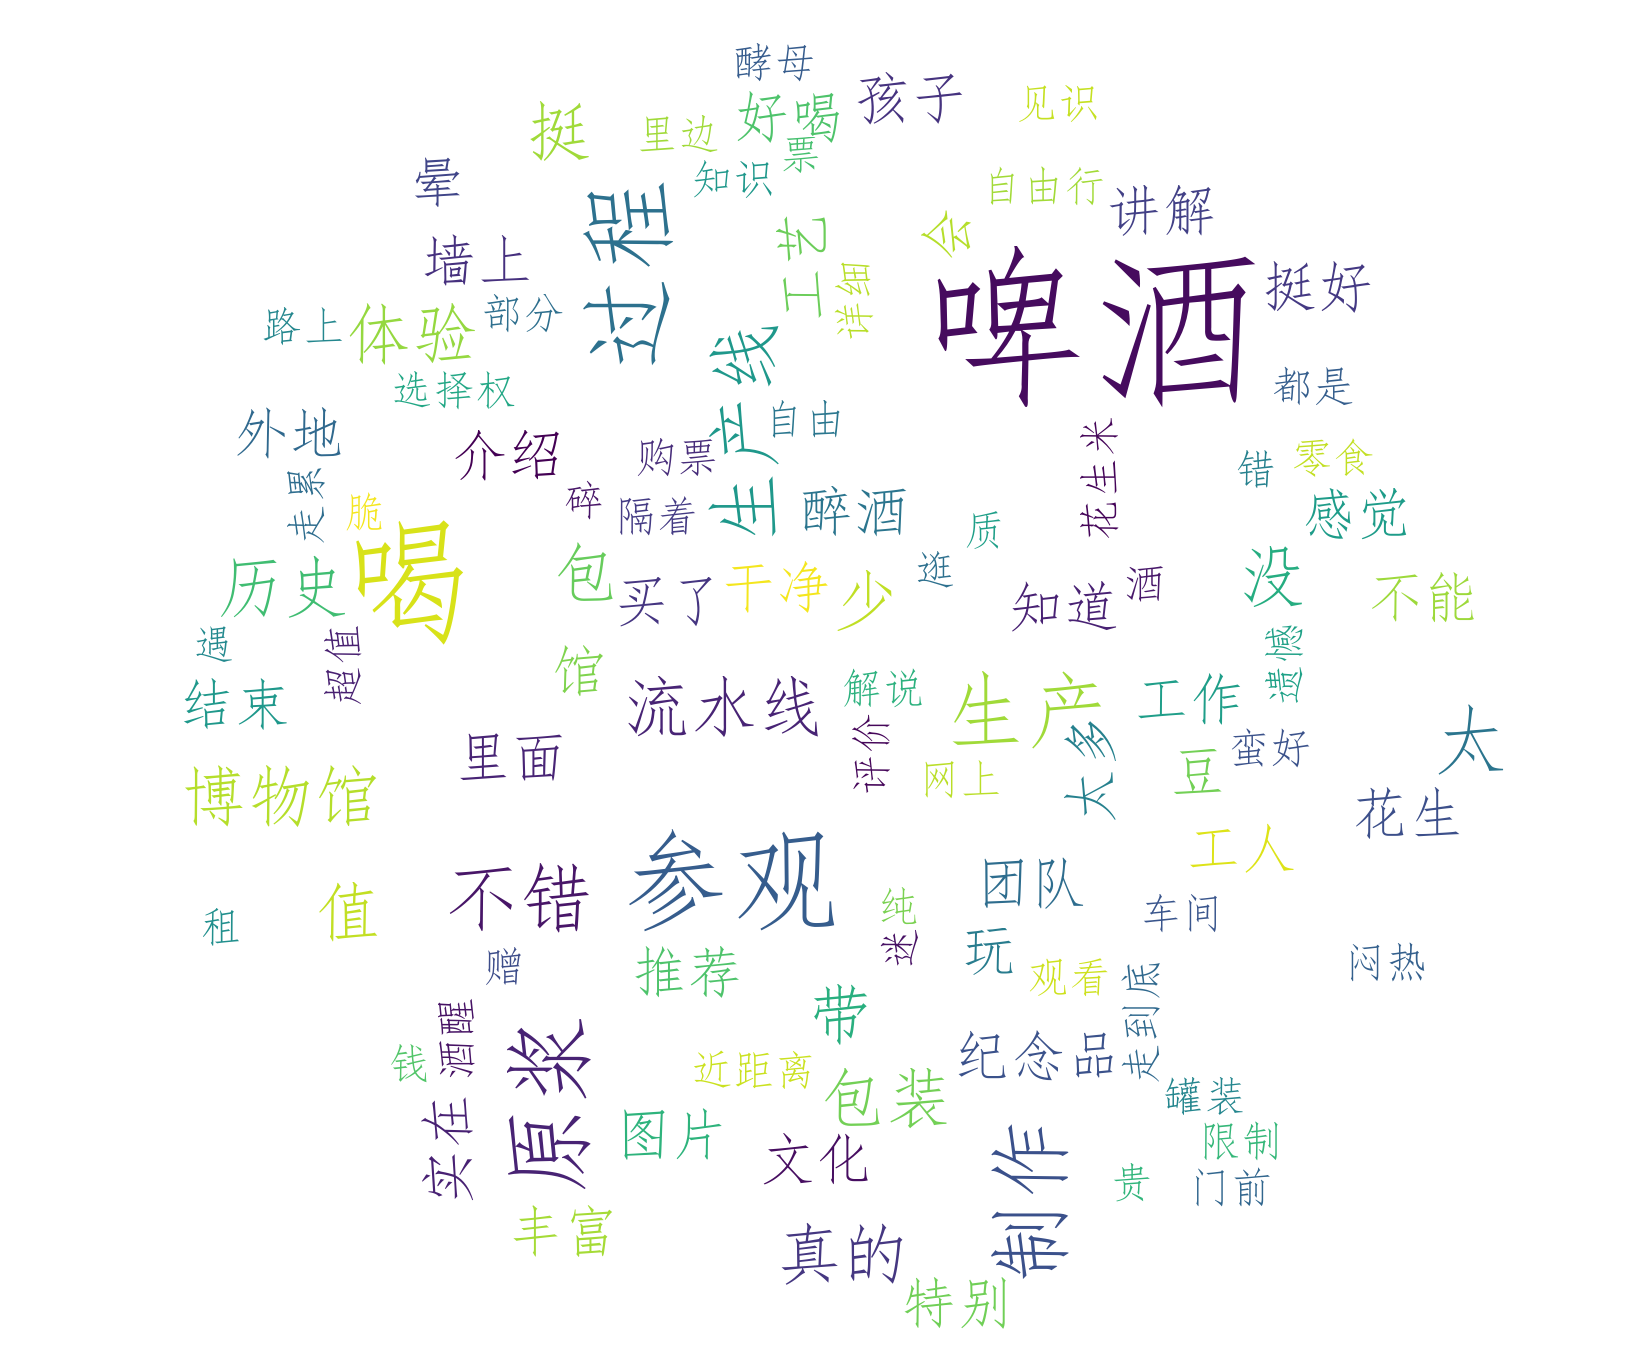 酵母
孩子
见识
好喝
挺
里边
票
晕
知识
自由行
讲解
过程
工艺
会
墙上
啤酒
挺好
详细
部分
路上
体验
生产线
选择权
都是
外地
自由
介绍
购票
花生米
零食
错
走累
脆
碎
隔着
醉酒
质
感觉
喝
历史
包
买了
干净
少
逛
知道
酒
没
不能
遇
超值
馆
遗憾
结束
流水线
解说
生产
工作
太
里面
评价
网上
太多
豆
蛮好
博物馆
花生
工人
不错
参观
团队
值
租
纯
迷
车间
玩
赠
推荐
观看
走到底
闷热
带
原浆
酒醒
钱
近距离
纪念品
包装
罐装
实在
图片
文化
制作
限制
贵
门前
丰富
真的
特别